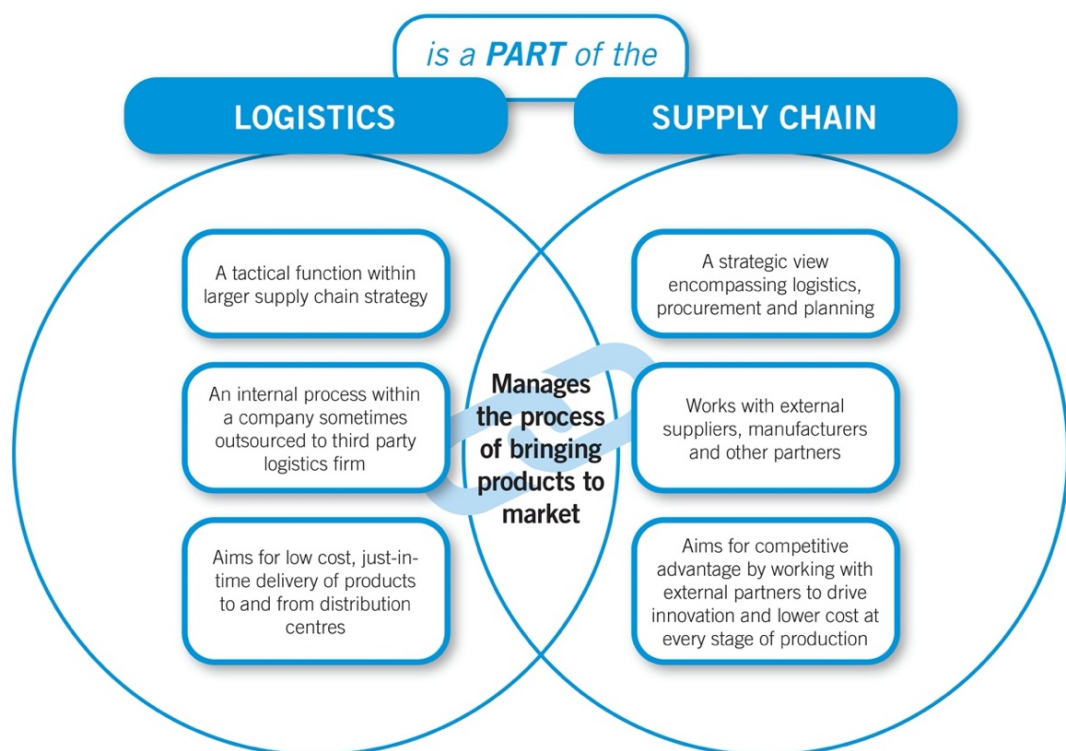 is a PART of the
LOGISTICS
SUPPLY CHAIN
A tactical function within
larger supply chain strategy
An internal process within
a company sometimes
outsourced to third party
logistics firm
Aims for low cost, just-in-
time delivery of products
to and from distribution
centres
Manages
the process
of bringing
products to
market
A strategic view
encompassing logistics,
procurement and planning
Works with external
suppliers, manufacturers
and other partners
Aims for competitive
advantage by working with
external partners to drive
innovation and lower cost at
every stage of production